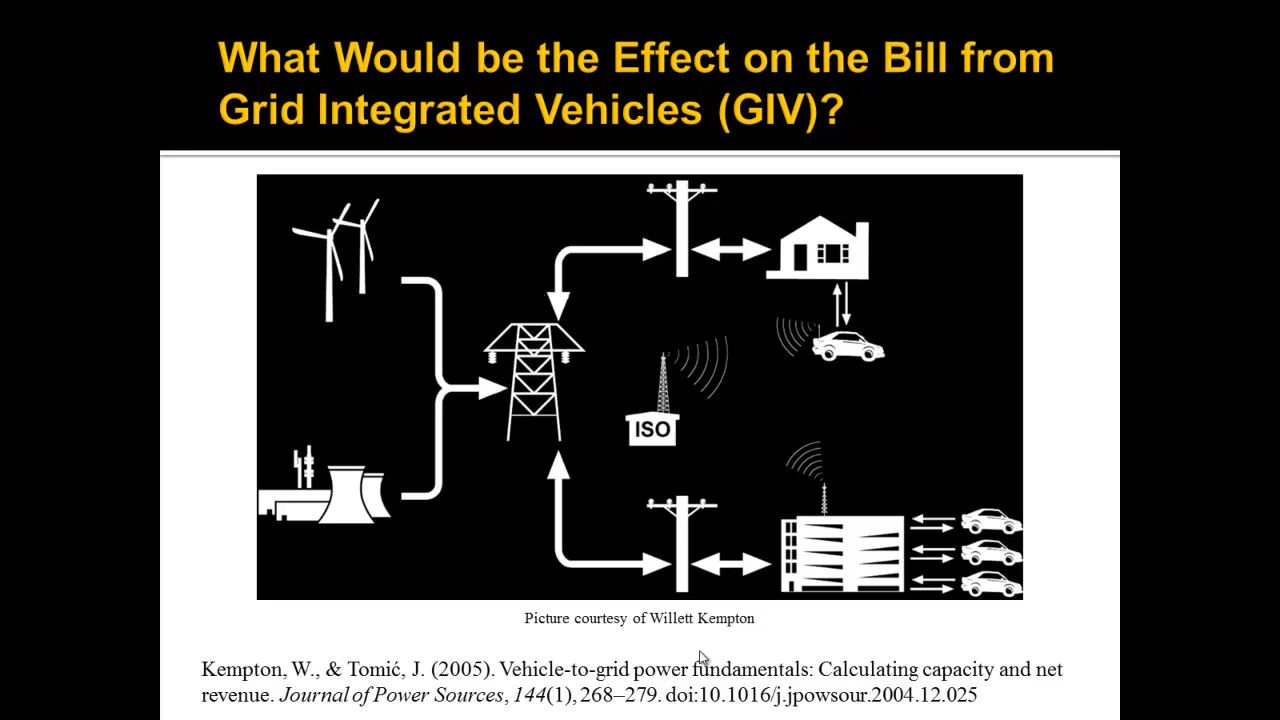 What Would be the Effect on the Bill from
Grid Integrated Vehicles (GIV)?
ISO
Picture courtesy of Willett Kempton
Kempton, W., & Tomić, J. (2005). Vehicle-to-grid power fundamentals: Calculating capacity and net
revenue. Journal of Power Sources, 144(1), 268–279. doi:10.1016/j.jpowsour.2004.12.025